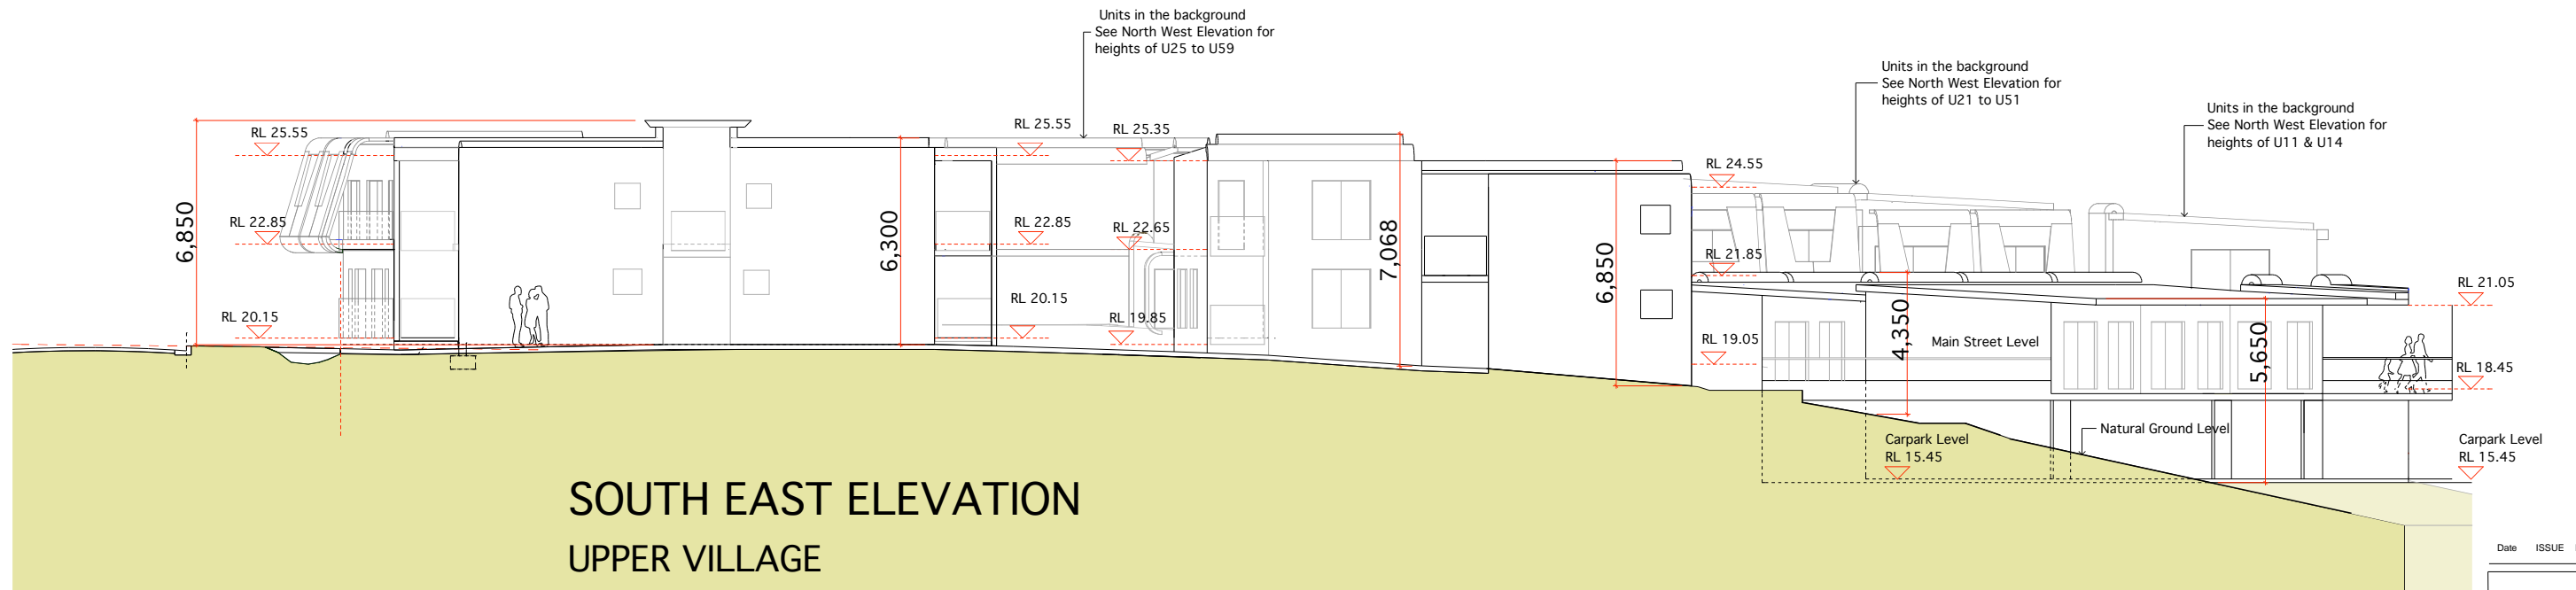 Units in the background
See North West Elevation for
heights of U25 to U59
Units in the background
See North West Elevation for
heights of U21 to U51
Units in the background
See North West Elevation for
heights of U11 & U14
RL 25.55
RL 22.85
RL 20.15
6,850
6,300
RL 25.55
RL 22.85
RL 20.15
RL 25.35
RL 22.65
RL 19.85
7,068
6,850
RL 24.55
RL 21.85
RL 19.05
4,350
Main Street Level
5,650
RL 21.05
RL 18.45
Natural Ground Level
Carpark Level
RL 15.45
Carpark Level
RL 15.45
SOUTH EAST ELEVATION
UPPER VILLAGE
Date ISSUE